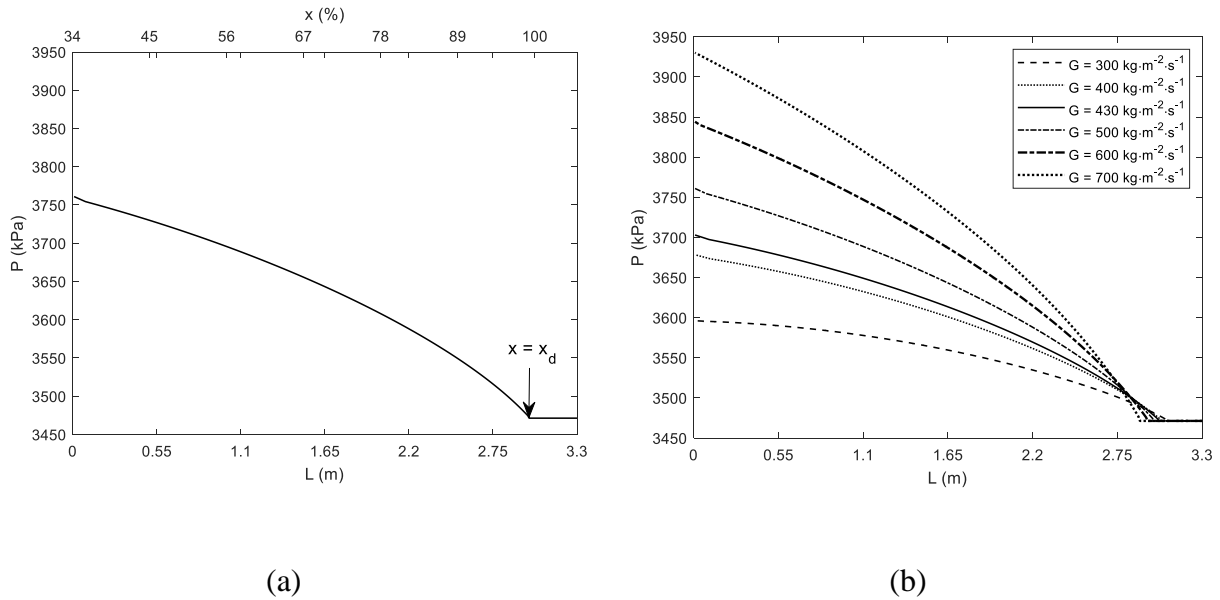 x (%)
34 45 56 67 78 89 100
3950
3900
3850
3800
3750
3700
3650
3600
3550
3500
3450
P (kPa)
x = x_d
0 0.55 1.1 1.65 2.2 2.75 3.3
L (m)
(a)
3950
3900
3850
3800
3750
3700
3650
3600
3550
3500
3450
P (kPa)
G = 300 kg·m⁻²·s⁻¹
G = 400 kg·m⁻²·s⁻¹
G = 430 kg·m⁻²·s⁻¹
G = 500 kg·m⁻²·s⁻¹
G = 600 kg·m⁻²·s⁻¹
G = 700 kg·m⁻²·s⁻¹
0 0.55 1.1 1.65 2.2 2.75 3.3
L (m)
(b)